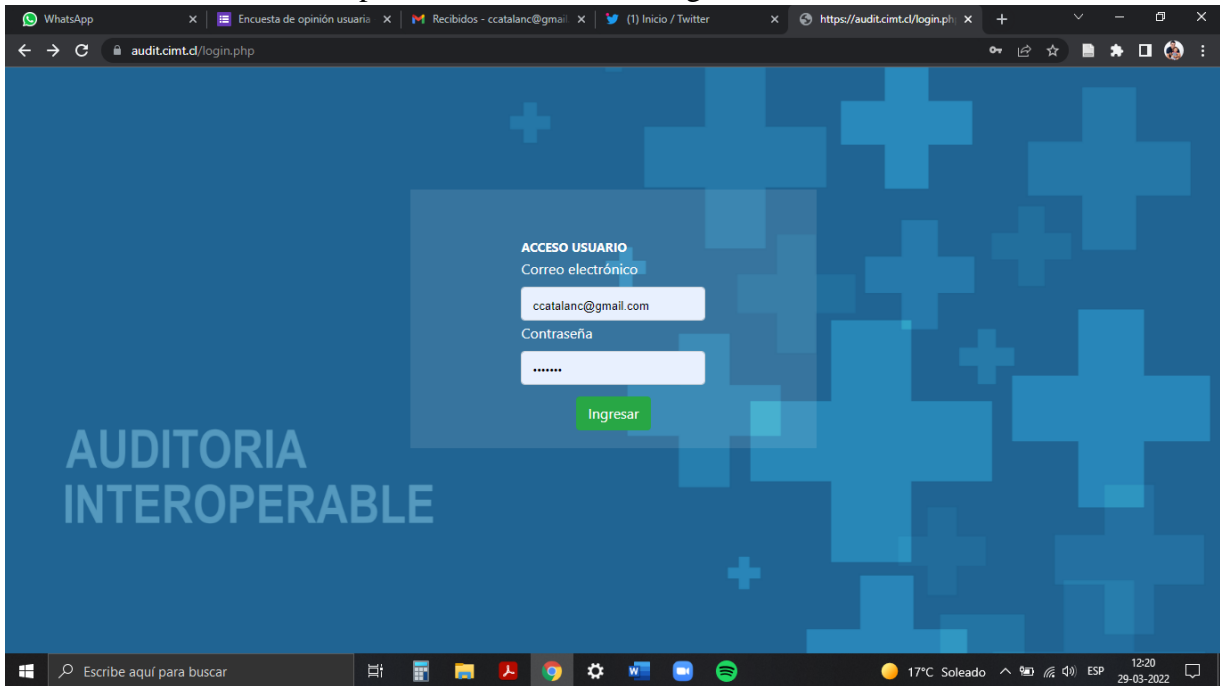 WhatsApp
Encuesta de opinión usuaria
Recibidos - ccatalanc@gmail.
(1) Inicio / Twitter
https://audit.cimt.cl/login.ph
audit.cimt.cl/login.php
ACCESO USUARIO
Correo electrónico
ccatalanc@gmail.com
Contraseña
•••••••
Ingresar
AUDITORIA
INTEROPERABLE
Escribe aquí para buscar
17°C Soleado
ESP
12:20
29-03-2022